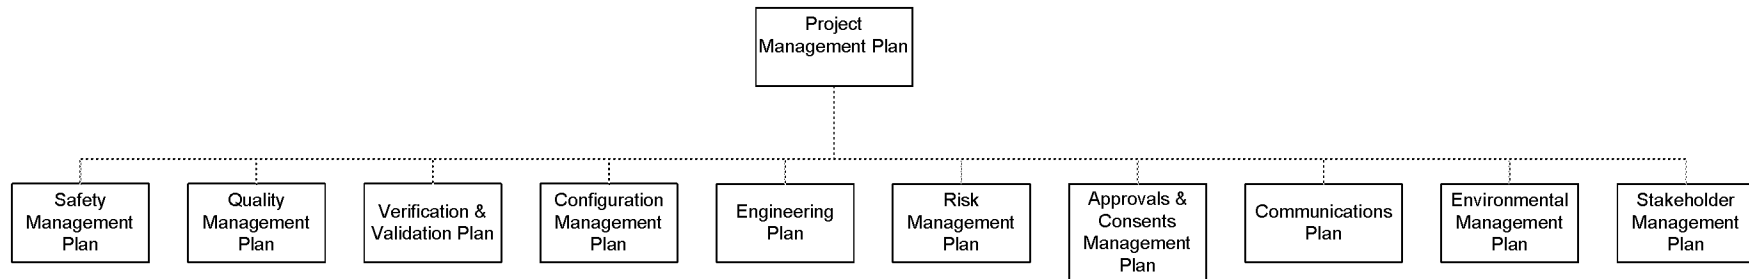 Project
Management Plan
Safety
Management
Plan
Quality
Management
Plan
Verification &
Validation Plan
Configuration
Management
Plan
Engineering
Plan
Risk
Management
Plan
Approvals &
Consents
Management
Plan
Communications
Plan
Environmental
Management
Plan
Stakeholder
Management
Plan